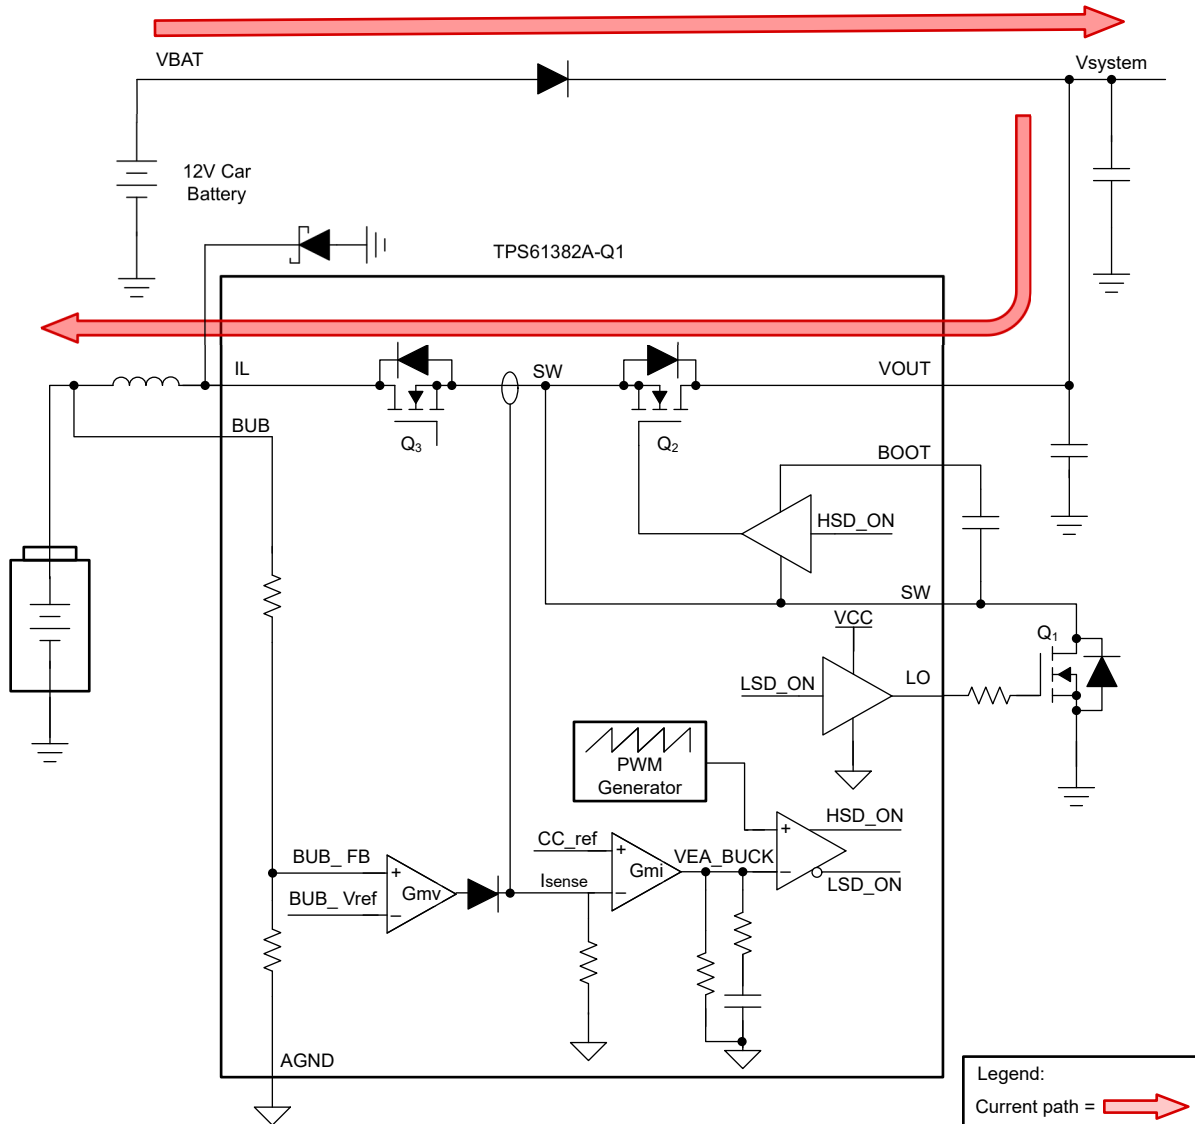 VBAT
Vsystem
12V Car
Battery
TPS61382A-Q1
IL
SW
VOUT
BUB
Q3
Q2
BOOT
HSD_ON
SW
VCC
Q1
LSD_ON
LO
PWM
Generator
HSD_ON
CC_ref
+
+
BUB_ FB
VEA_BUCK
Gmi
+
Gmv
Isense
−
−
LSD_ON
BUB_ Vref
−
AGND
Legend:
Current path =